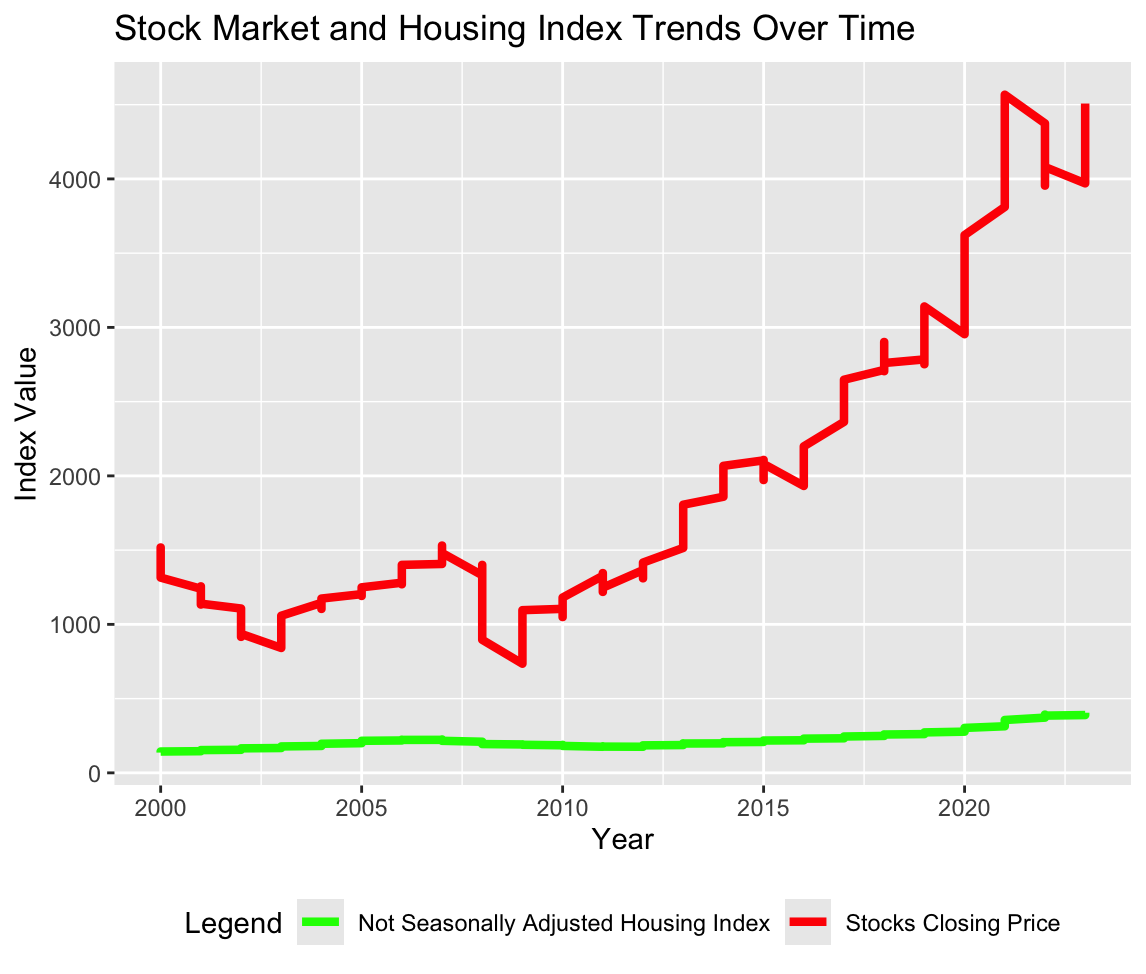 Stock Market and Housing Index Trends Over Time
Index Value
4000
3000
2000
1000
0
2000 2005 2010 2015 2020
Year
Legend Not Seasonally Adjusted Housing Index Stocks Closing Price